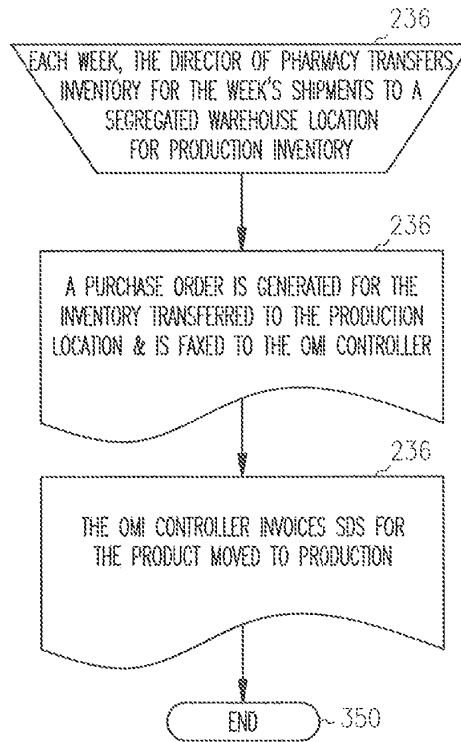 236
EACH WEEK, THE DIRECTOR OF PHARMACY TRANSFERS
INVENTORY FOR THE WEEK'S SHIPMENTS TO A
SEGREGATED WAREHOUSE LOCATION
FOR PRODUCTION INVENTORY
236
A PURCHASE ORDER IS GENERATED FOR THE
INVENTORY TRANSFERRED TO THE PRODUCTION
LOCATION & IS FAXED TO THE OMI CONTROLLER
236
THE OMI CONTROLLER INVOICES SDS FOR
THE PRODUCT MOVED TO PRODUCTION
END
350